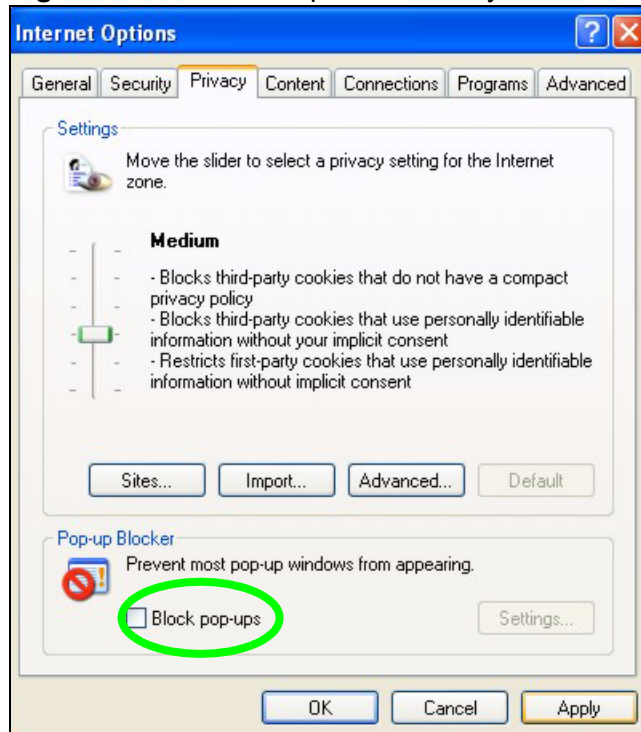 Internet Options
General Security Privacy Content Connections Programs Advanced
Settings
Move the slider to select a privacy setting for the Internet
zone.
Medium
- Blocks third-party cookies that do not have a compact
privacy policy
- Blocks third-party cookies that use personally identifiable
information without your implicit consent
- Restricts first-party cookies that use personally identifiable
information without implicit consent
Sites... Import... Advanced... Default
Pop-up Blocker
Prevent most pop-up windows from appearing.
Block pop-ups Settings...
OK Cancel Apply